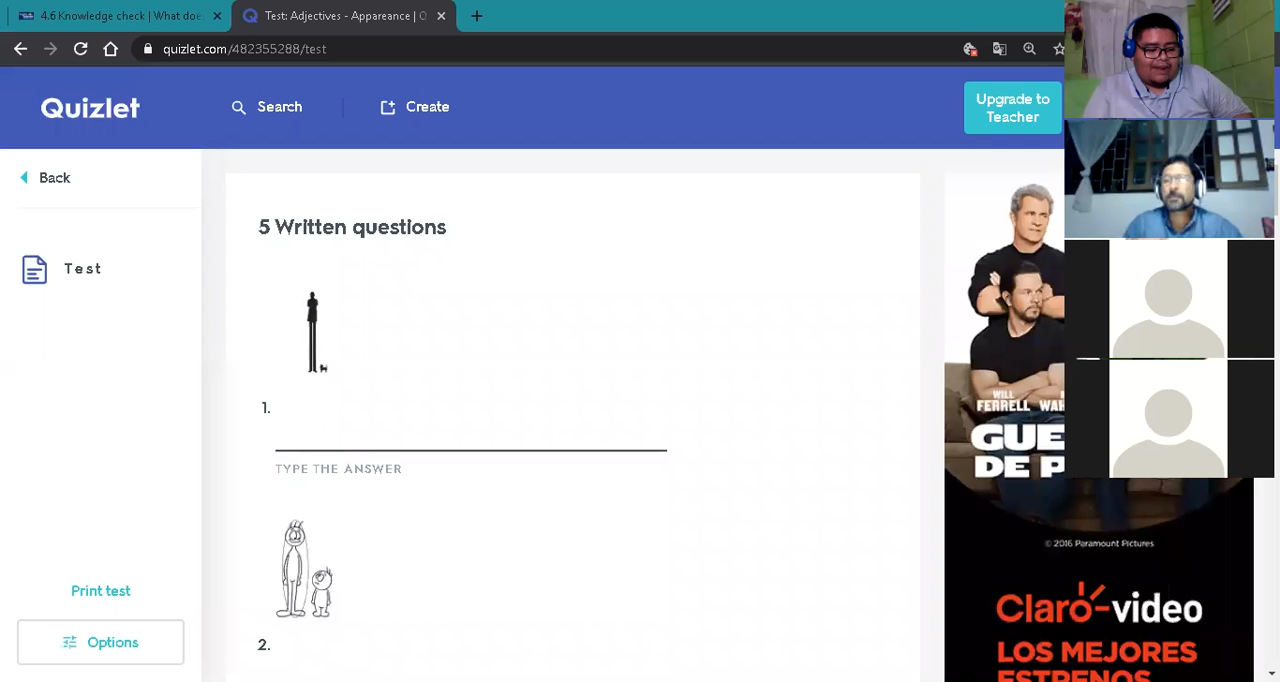 4.6 Knowledge check | What doe
Test: Adjectives - Appareance | Q
quizlet.com/482355288/test
Quizlet
Search
Create
Upgrade to
Teacher
Back
Test
5 Written questions
1.
TYPE THE ANSWER
2.
Print test
Options
WILL
FERRELL WAH
GUE
DE P
© 2016 Paramount Pictures
Claro-video
LOS MEJORES
ESTRENOS